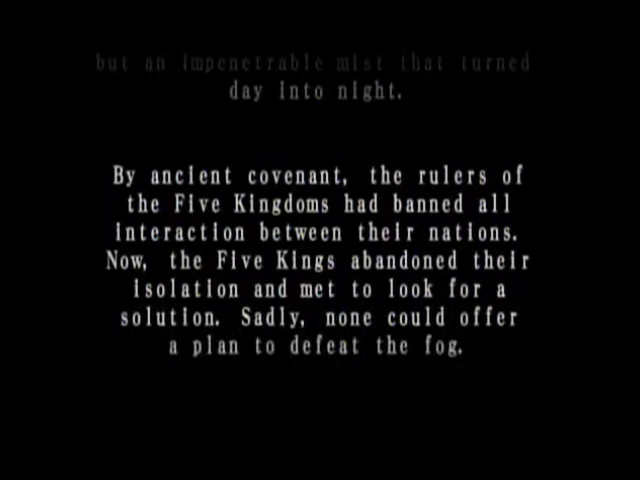 but an impenetrable mist that turned
day into night.
By ancient covenant, the rulers of
the Five Kingdoms had banned all
interaction between their nations.
Now, the Five Kings abandoned their
isolation and met to look for a
solution. Sadly, none could offer
a plan to defeat the fog.